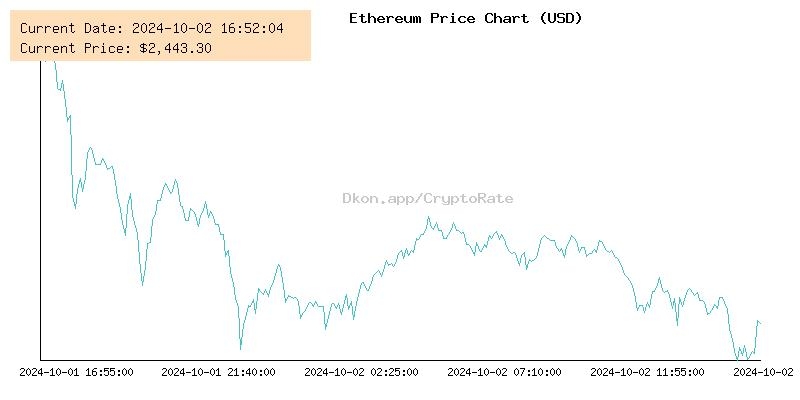 Ethereum Price Chart (USD)
Current Date: 2024-10-02 16:52:04
Current Price: $2,443.30
Dkon.app/CryptoRate
2024-10-01 16:55:00 2024-10-01 21:40:00 2024-10-02 02:25:00 2024-10-02 07:10:00 2024-10-02 11:55:00 2024-10-02